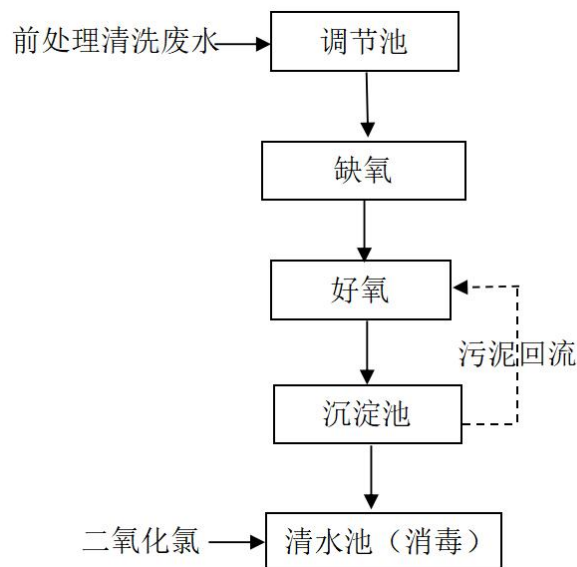 前处理清洗废水
调节池
缺氧
好氧
污泥回流
沉淀池
二氧化氯
清水池（消毒）